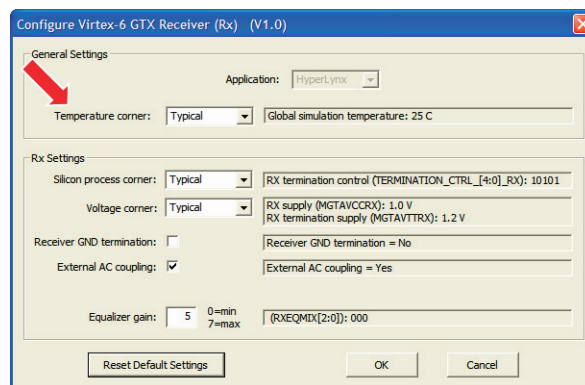 Configure Virtex-6 GTX Receiver (Rx) (V1.0)
General Settings
Application: HyperLynx
Temperature corner: Typical Global simulation temperature: 25 C
Rx Settings
Silicon process corner: Typical RX termination control (TERMINATION_CTRL_[4:0]_RX): 10101
Voltage corner: Typical RX supply (MGTAVCCRX): 1.0 V
RX termination supply (MGTAVTTRX): 1.2 V
Receiver GND termination: Receiver GND termination = No
External AC coupling: External AC coupling = Yes
Equalizer gain: 5 0=min
7=max (RXEQMIX[2:0]): 000
Reset Default Settings OK Cancel